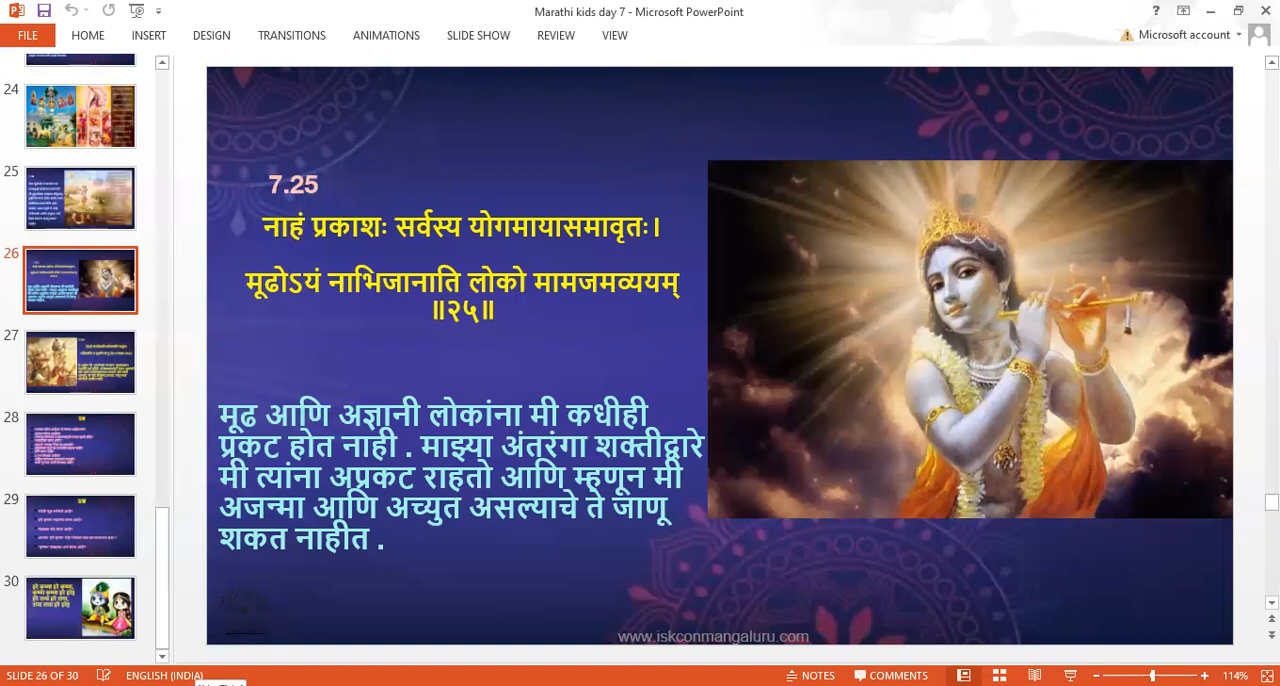 Marathi kids day 7 - Microsoft PowerPoint
FILE HOME INSERT DESIGN TRANSITIONS ANIMATIONS SLIDE SHOW REVIEW VIEW
Microsoft account
24
25
26
27
28
29
30
7.25
नाहं प्रकाशः सर्वस्य योगमायासमावृतः।
मूढोऽयं नाभिजानाति लोको मामजमव्ययम्
॥२५॥
मूढ आणि अज्ञानी लोकांना मी कधीही
प्रकट होत नाही . माझ्या अंतरंगा शक्तीद्वारे
मी त्यांना अप्रकट राहतो आणि म्हणून मी
अजन्मा आणि अच्युत असल्याचे ते जाणू
शकत नाहीत .
www.iskconmangaluru.com
SLIDE 26 OF 30 ENGLISH (INDIA) NOTES COMMENTS 114%